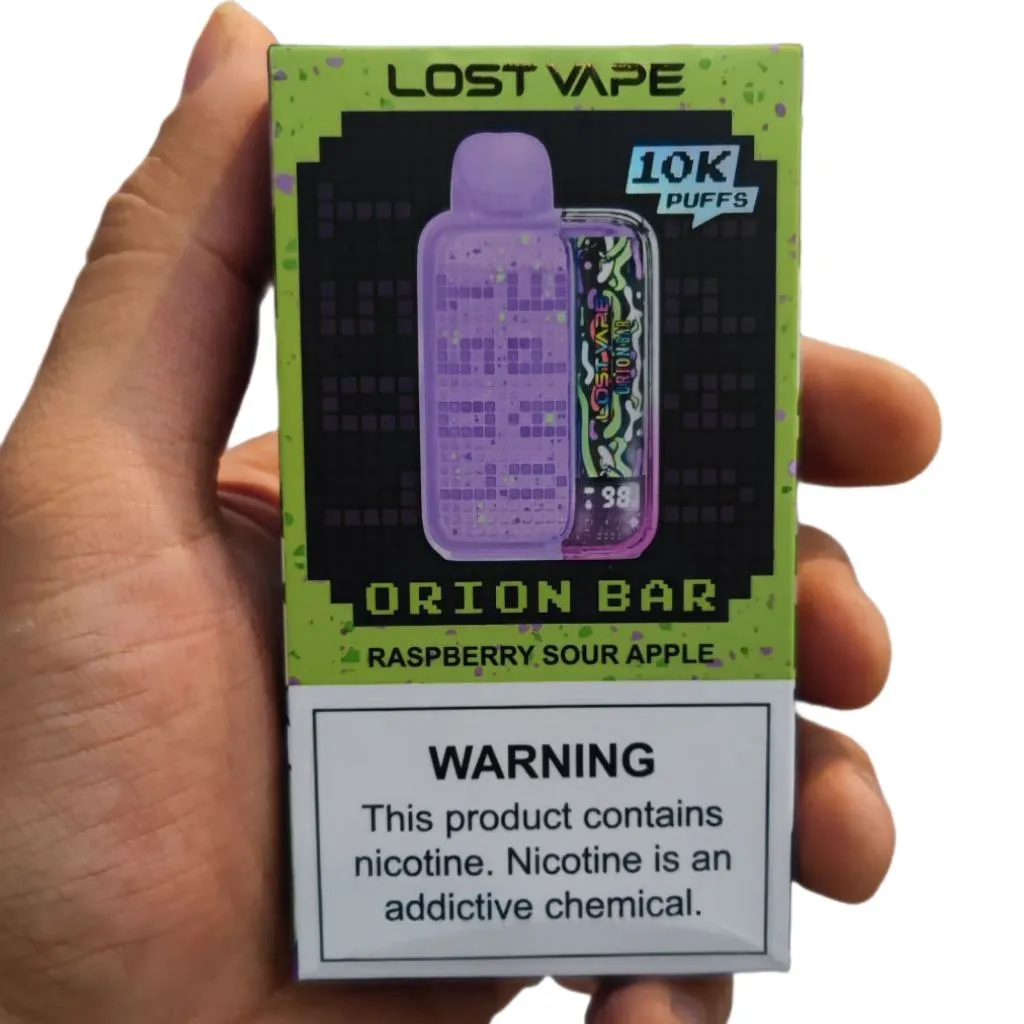 LOST VAPE
10K
PUFFS
LOST VAPE
ORION BAR
98
ORION BAR
RASPBERRY SOUR APPLE
WARNING
This product contains
nicotine. Nicotine is an
addictive chemical.